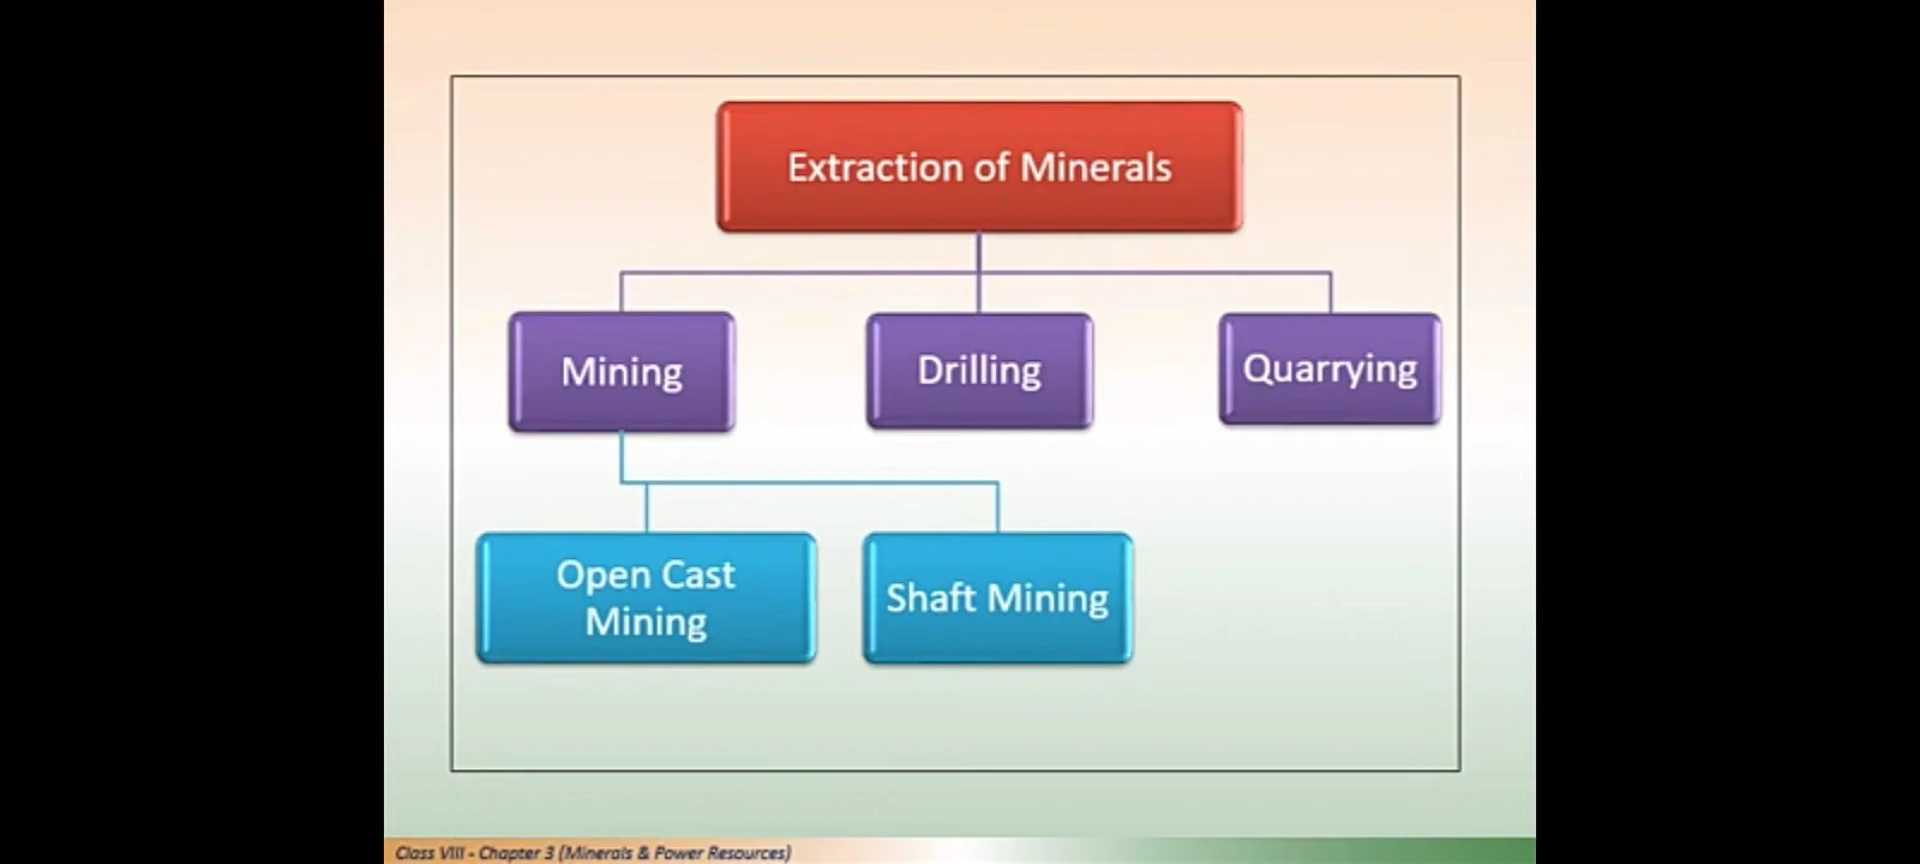 Extraction of Minerals
Mining
Drilling
Quarrying
Open Cast
Mining
Shaft Mining
Class VIII - Chapter 3 (Minerals & Power Resources)